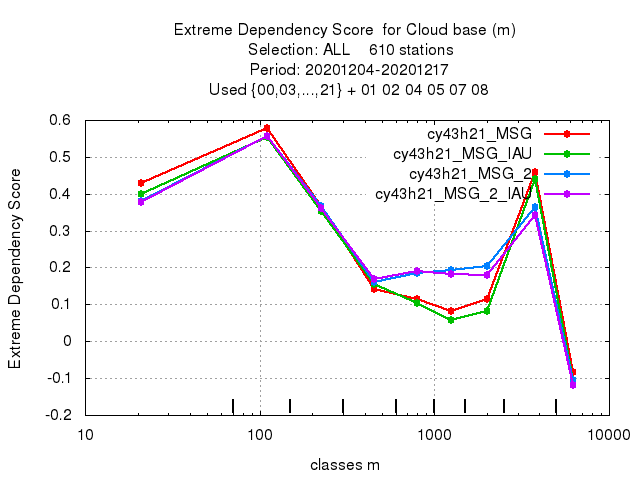 Extreme Dependency Score  for Cloud base (m)
Selection: ALL    610 stations
Period: 20201204-20201217
Used {00,03,...,21} + 01 02 04 05 07 08
Extreme Dependency Score
0.6
0.5
0.4
0.3
0.2
0.1
0
-0.1
-0.2
cy43h21_MSG
cy43h21_MSG_IAU
cy43h21_MSG_2
cy43h21_MSG_2_IAU
10
100
1000
10000
classes m